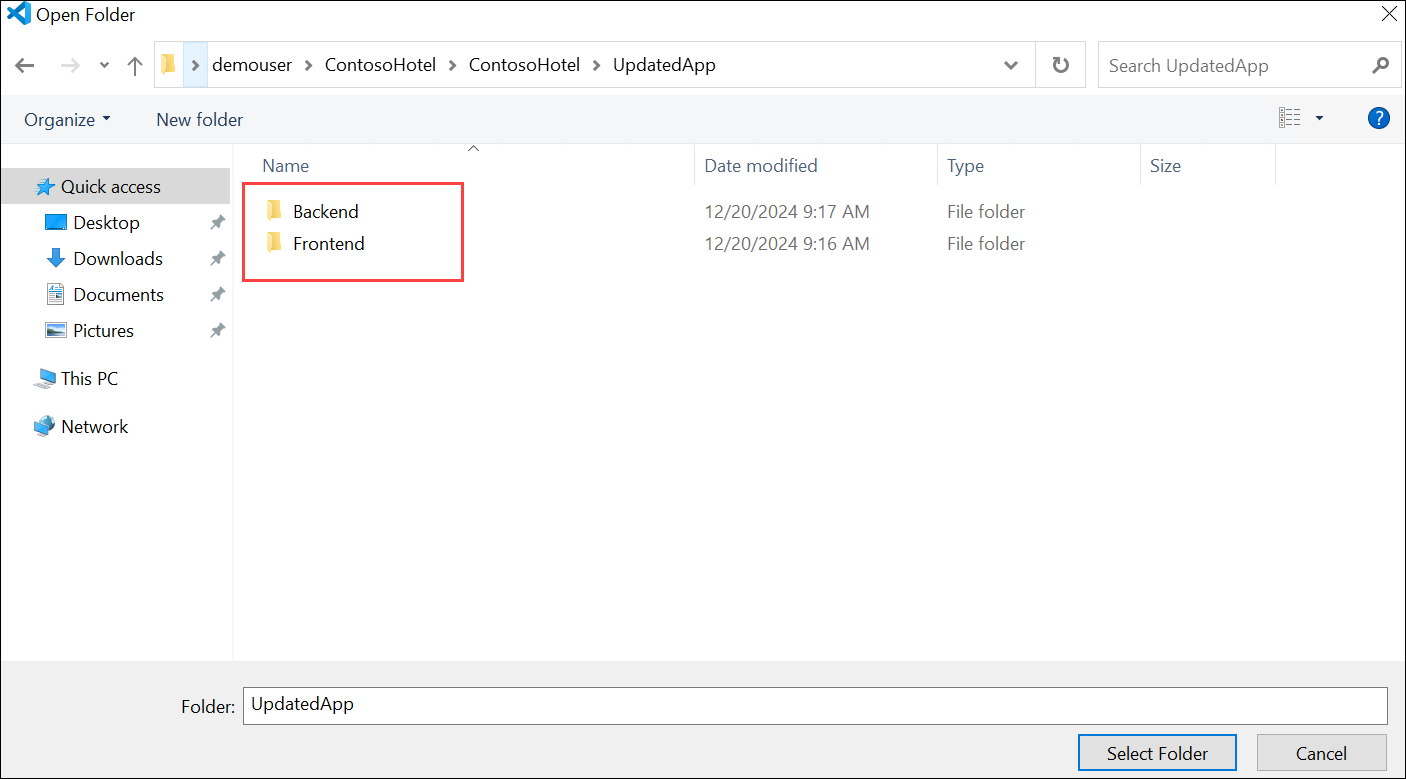 Open Folder
demouser > ContosoHotel > ContosoHotel > UpdatedApp
Search UpdatedApp
Organize New folder
?
Name Date modified Type Size
Quick access
Desktop
Downloads
Documents
Pictures
This PC
Network
Backend 12/20/2024 9:17 AM File folder
Frontend 12/20/2024 9:16 AM File folder
Folder: UpdatedApp
Select Folder Cancel